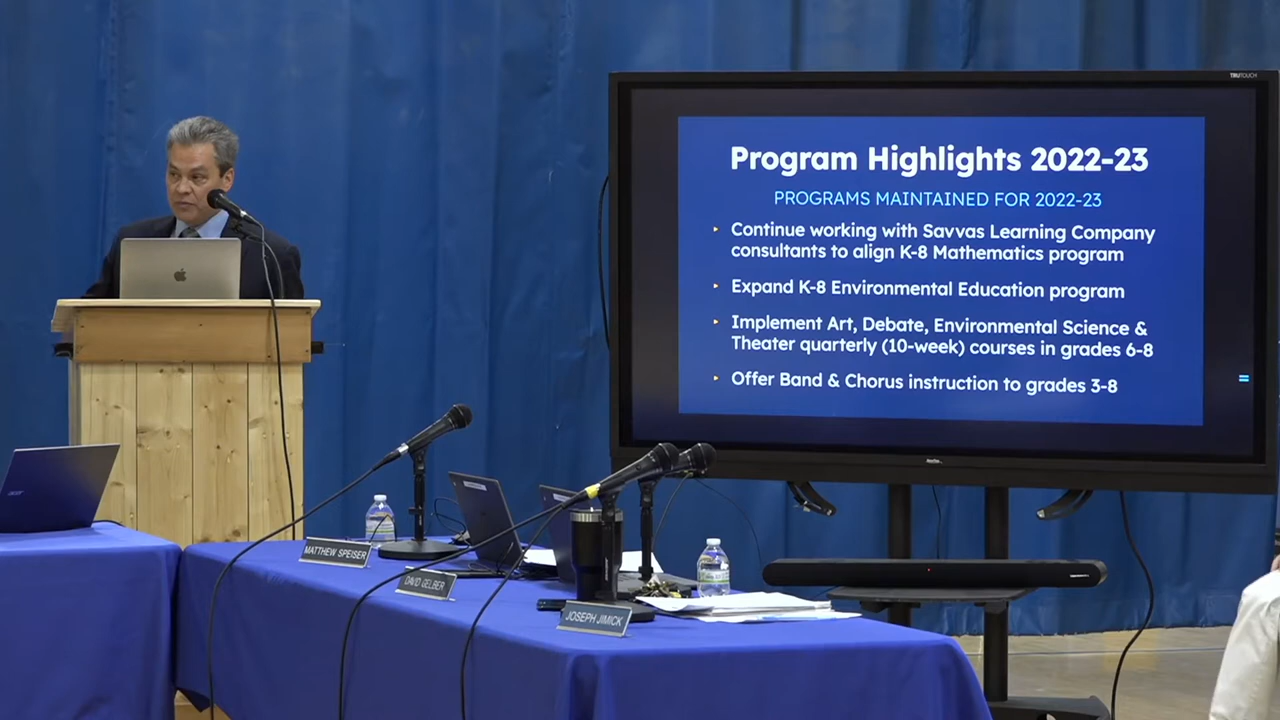 TRUTOUCH
Program Highlights 2022-23
PROGRAMS MAINTAINED FOR 2022-23
Continue working with Savvas Learning Company
consultants to align K-8 Mathematics program
Expand K-8 Environmental Education program
Implement Art, Debate, Environmental Science &
Theater quarterly (10-week) courses in grades 6-8
Offer Band & Chorus instruction to grades 3-8
acer
MATTHEW SPEISER
DAVID GELBER
JOSEPH JIMICK